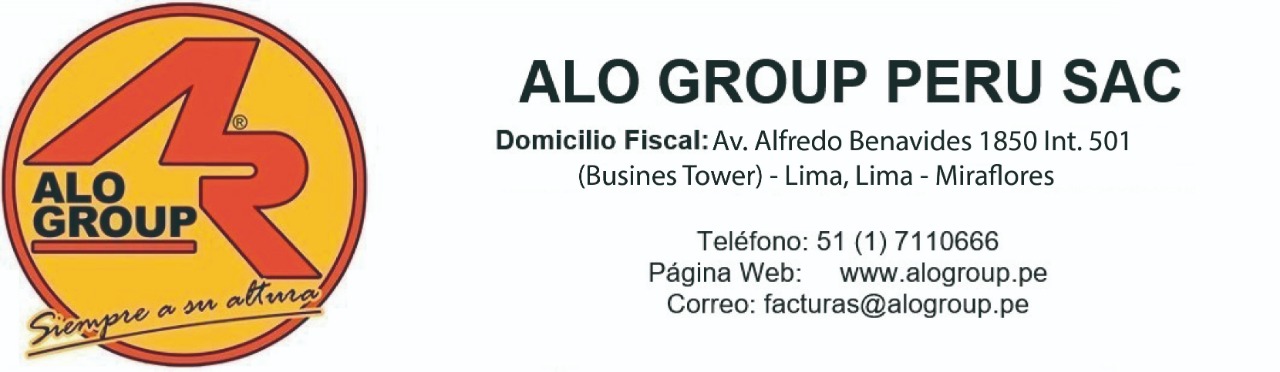 ALO GROUP PERU SAC
Domicilio Fiscal: Av. Alfredo Benavides 1850 Int. 501
(Busines Tower) - Lima, Lima - Miraflores
Teléfono: 51 (1) 7110666
Página Web: www.alogroup.pe
Correo: facturas@alogroup.pe
AR®
ALO
GROUP
Siempre a su altura